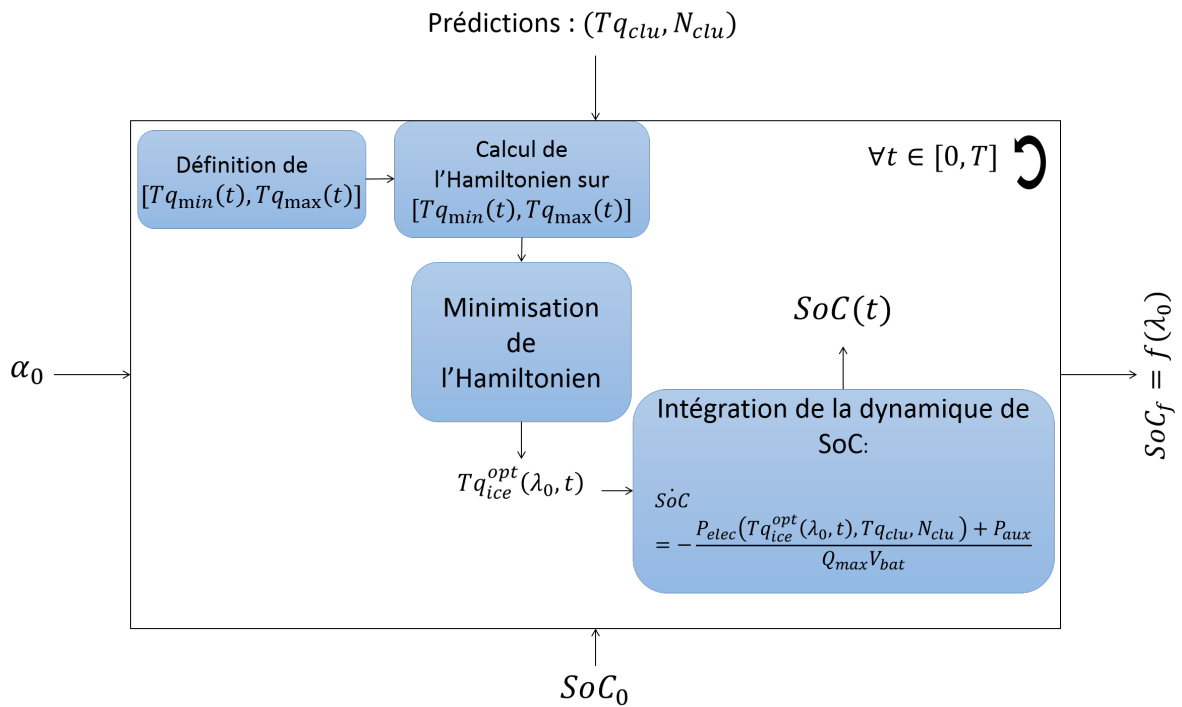 Prédictions : (Tq_clu, N_clu)
Définition de
[Tq_min(t), Tq_max(t)]
Calcul de
l'Hamiltonien sur
[Tq_min(t), Tq_max(t)]
∀t ∈ [0, T]
Minimisation
de
l'Hamiltonien
SoC(t)
α_0
SoC_f = f(λ_0)
Intégration de la dynamique de
SoC:
Tq_ice^opt(λ_0, t)
SȯC
= − (P_elec(Tq_ice^opt(λ_0, t), Tq_clu, N_clu) + P_aux) / (Q_max V_bat)
SoC_0